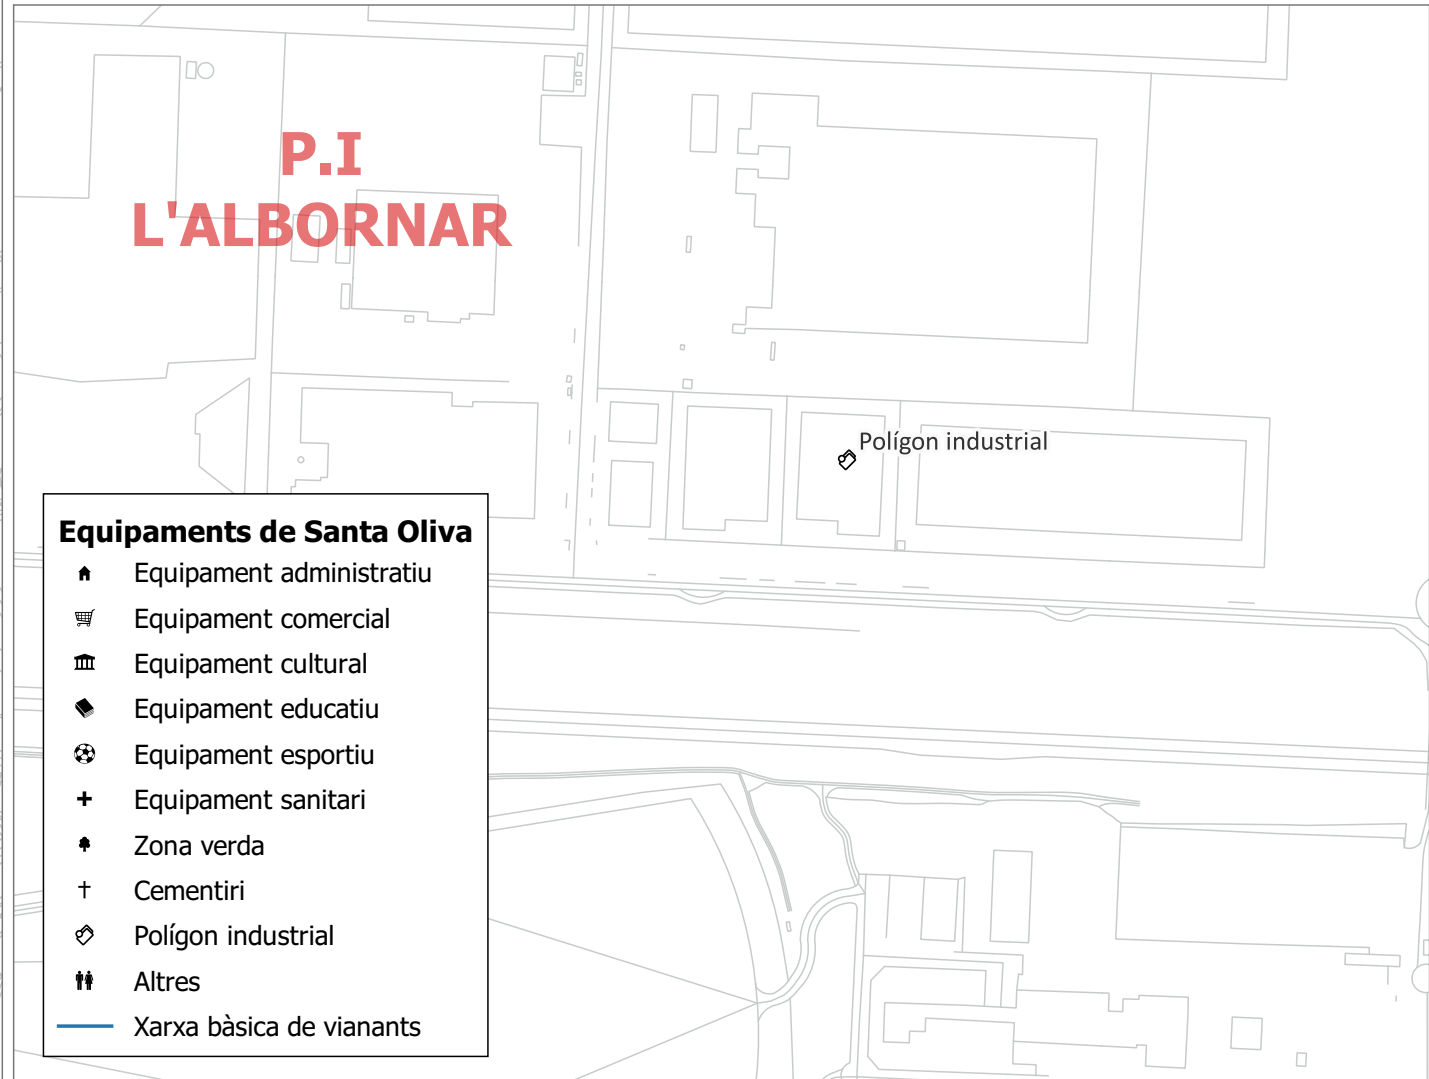 P.I
L'ALBORNAR
Polígon industrial
Equipaments de Santa Oliva
Equipament administratiu
Equipament comercial
Equipament cultural
Equipament educatiu
Equipament esportiu
Equipament sanitari
Zona verda
Cementiri
Polígon industrial
Altres
Xarxa bàsica de vianants